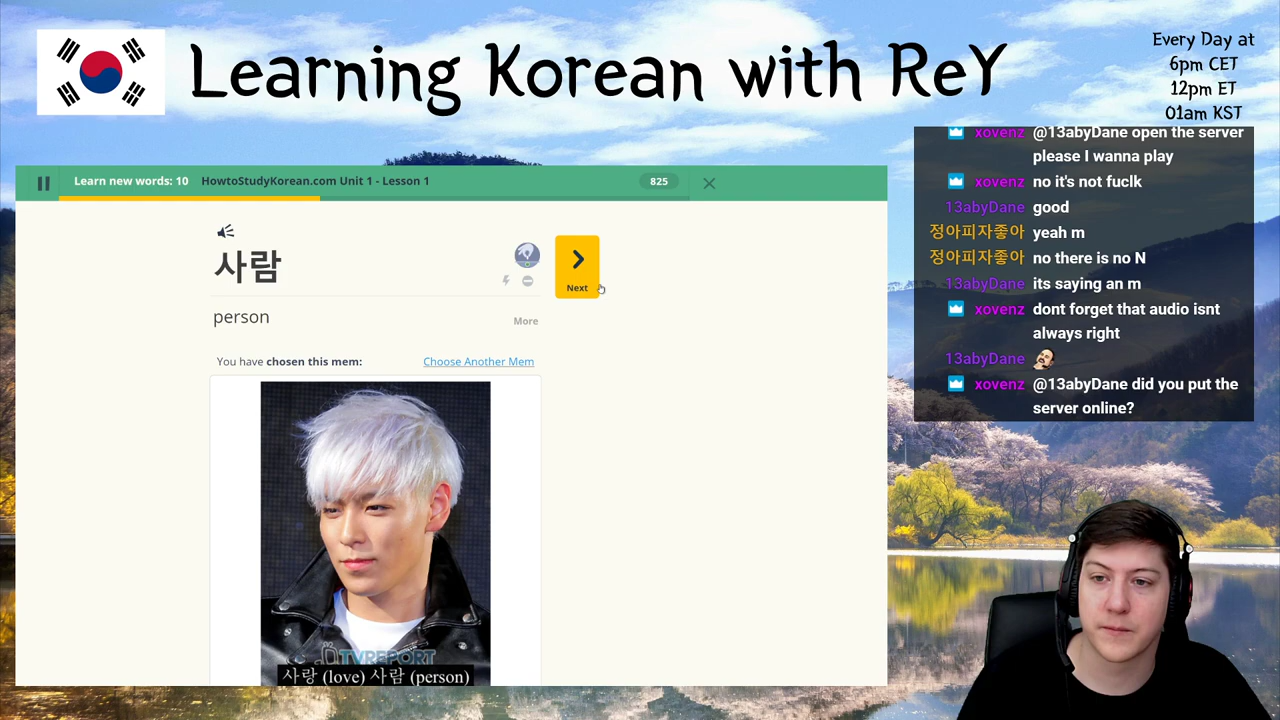 Learning Korean with ReY
Every Day at
6pm CET
12pm ET
01am KST
Learn new words: 10 HowtoStudyKorean.com Unit 1 - Lesson 1 825
사람
Next
person
More
You have chosen this mem: Choose Another Mem
TVREPORT
사랑 (love) 사람 (person)
xovenz @13abyDane open the server
please I wanna play
xovenz no it's not fuclk
13abyDane good
정아피자좋아 yeah m
정아피자좋아 no there is no N
13abyDane its saying an m
xovenz dont forget that audio isnt
always right
13abyDane
xovenz @13abyDane did you put the
server online?